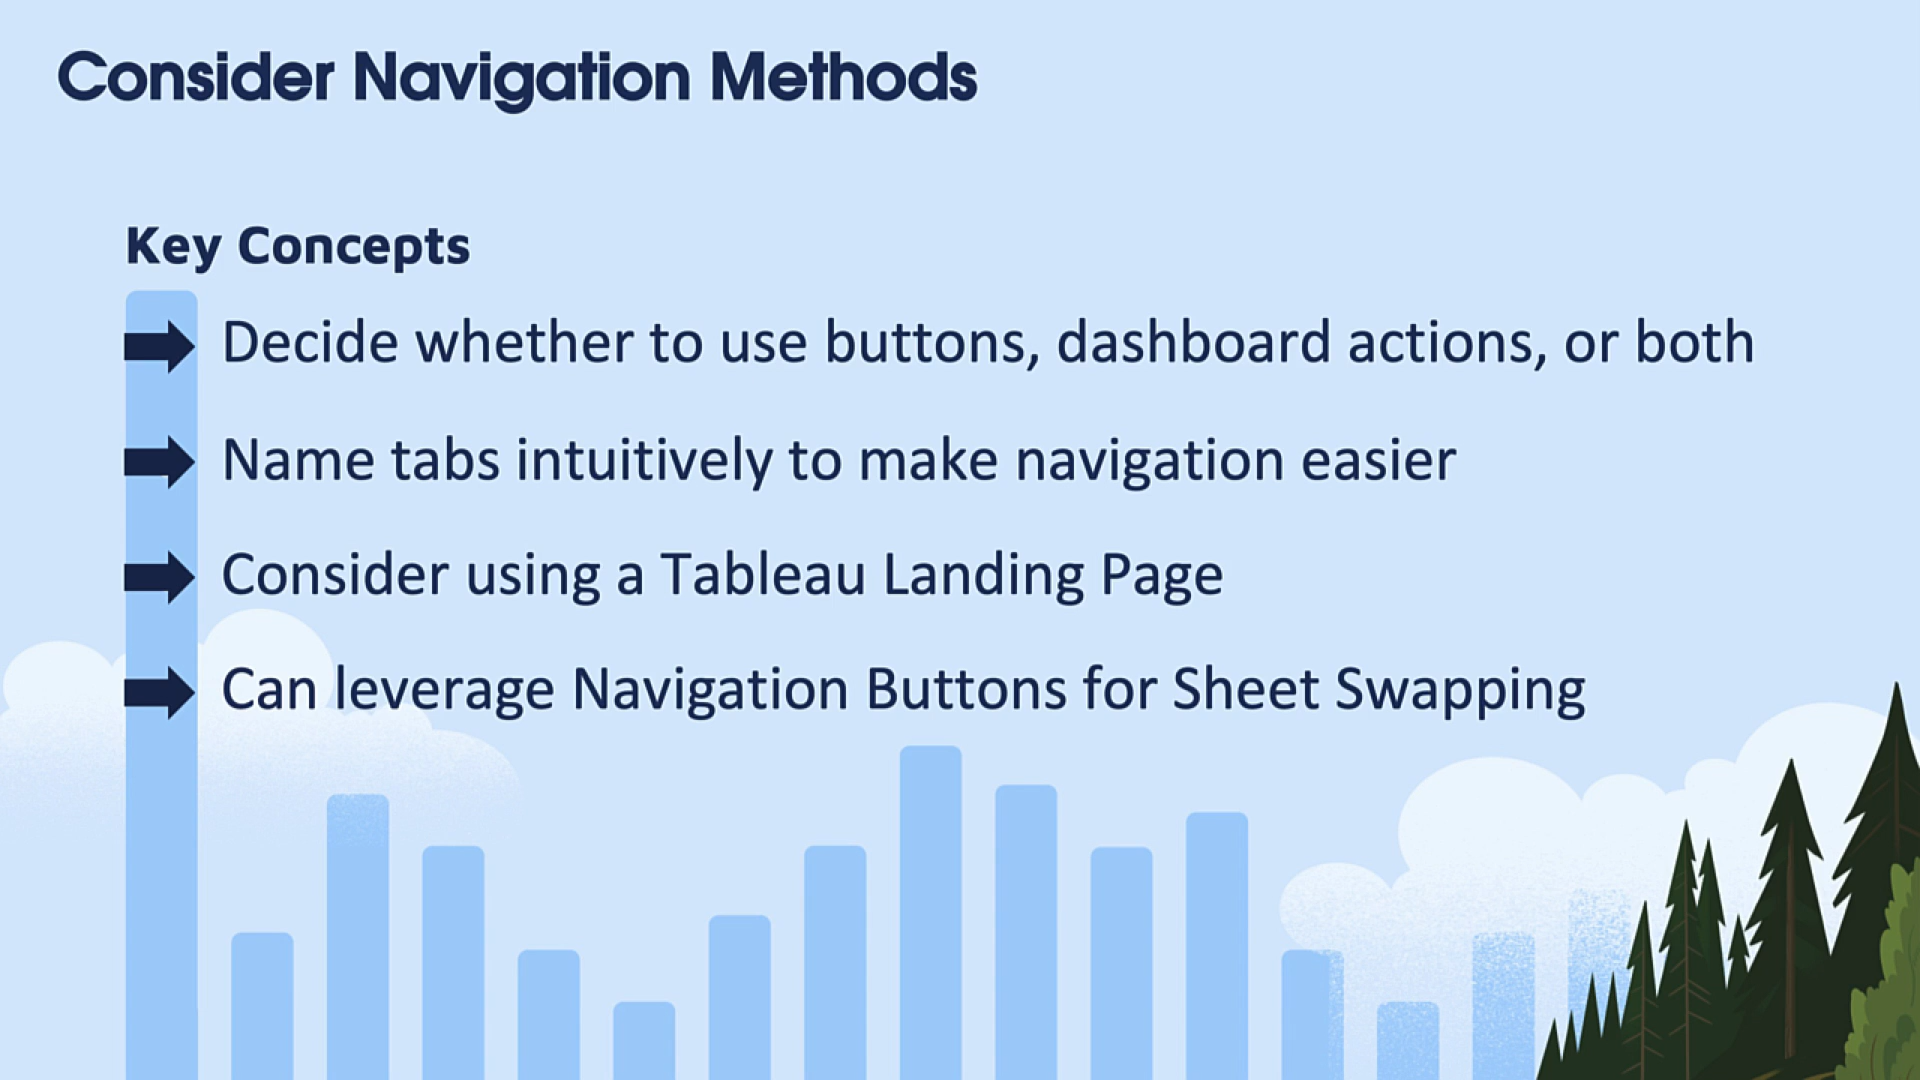 Consider Navigation Methods
Key Concepts
Decide whether to use buttons, dashboard actions, or both
Name tabs intuitively to make navigation easier
Consider using a Tableau Landing Page
Can leverage Navigation Buttons for Sheet Swapping